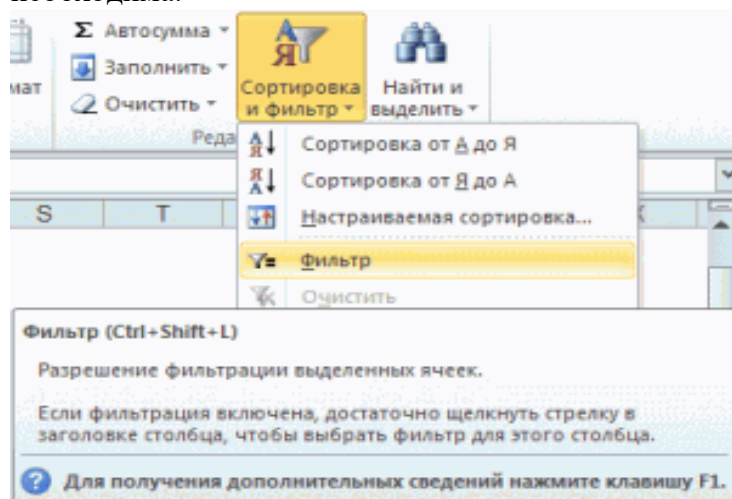 Σ Автосумма
Заполнить
Очистить
мат
Сортировка и фильтр
Найти и выделить
Реда
Сортировка от А до Я
Сортировка от Я до А
Настраиваемая сортировка...
S T
Фильтр
Очистить
Фильтр (Ctrl+Shift+L)
Разрешение фильтрации выделенных ячеек.
Если фильтрация включена, достаточно щелкнуть стрелку в
заголовке столбца, чтобы выбрать фильтр для этого столбца.
Для получения дополнительных сведений нажмите клавишу F1.